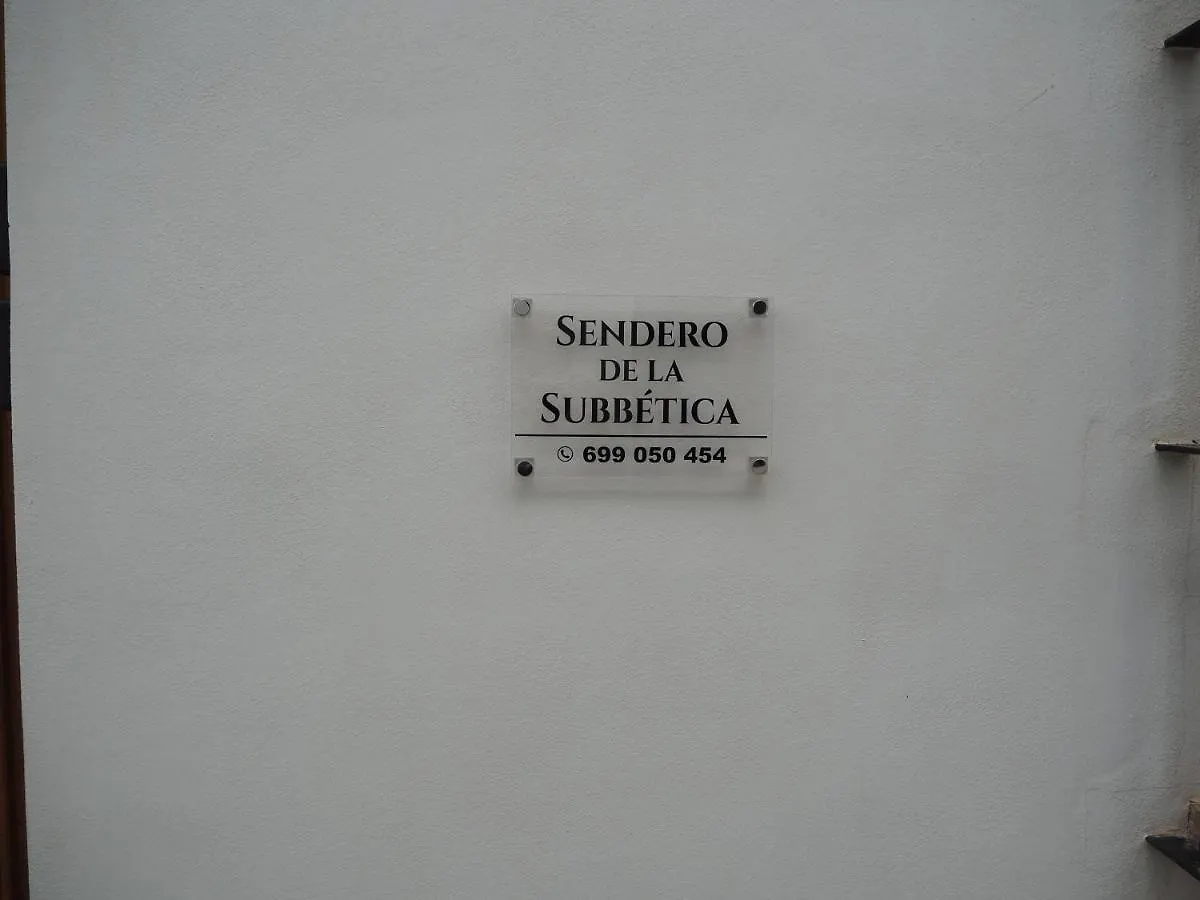 SENDERO
DE LA
SUBBÉTICA
699 050 454